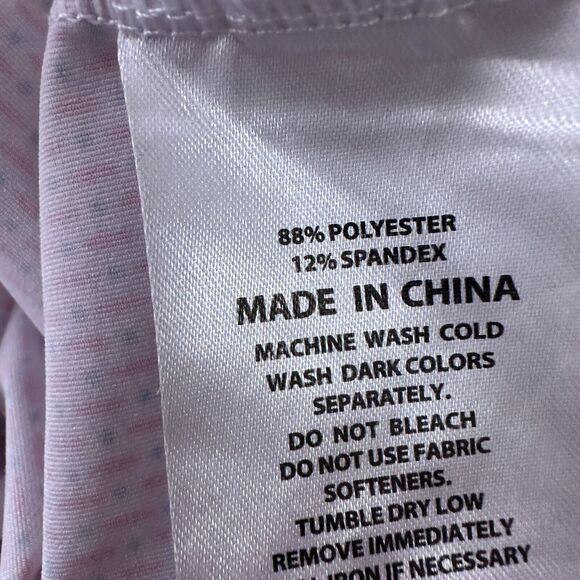 88% POLYESTER
12% SPANDEX
MADE IN CHINA
MACHINE WASH COLD
WASH DARK COLORS
SEPARATELY.
DO NOT BLEACH
DO NOT USE FABRIC
SOFTENERS.
TUMBLE DRY LOW
REMOVE IMMEDIATELY
IRON IF NECESSARY